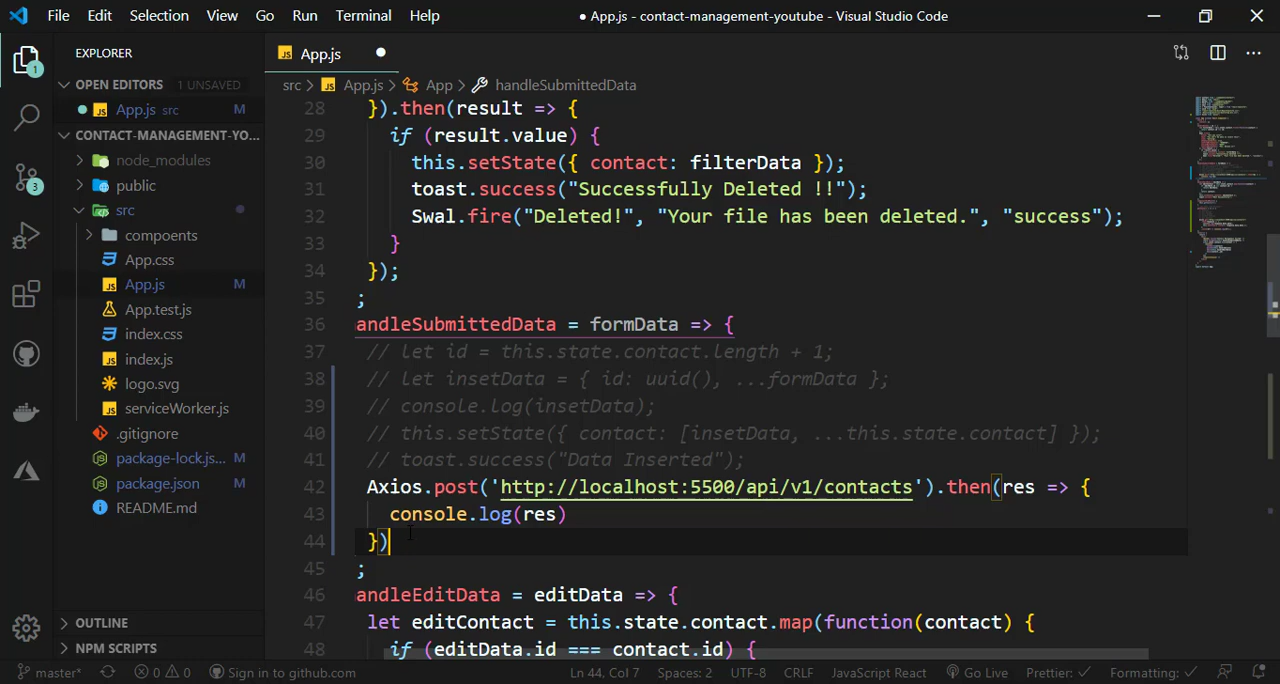 File Edit Selection View Go Run Terminal Help
● App.js - contact-management-youtube - Visual Studio Code
EXPLORER
OPEN EDITORS 1 UNSAVED
App.js src M
CONTACT-MANAGEMENT-YO...
node_modules
public
src
compoents
App.css
App.js M
App.test.js
index.css
index.js
logo.svg
serviceWorker.js
.gitignore
package-lock.js... M
package.json M
README.md
OUTLINE
NPM SCRIPTS
1
3
App.js ●
src > App.js > App > handleSubmittedData
28 }).then(result => {
29 if (result.value) {
30 this.setState({ contact: filterData });
31 toast.success("Successfully Deleted !!");
32 Swal.fire("Deleted!", "Your file has been deleted.", "success");
33 }
34 });
35 ;
36 andleSubmittedData = formData => {
37 // let id = this.state.contact.length + 1;
38 // let insetData = { id: uuid(), ...formData };
39 // console.log(insetData);
40 // this.setState({ contact: [insetData, ...this.state.contact] });
41 // toast.success("Data Inserted");
42 Axios.post('http://localhost:5500/api/v1/contacts').then(res => {
43 console.log(res)
44 })
45 ;
46 andleEditData = editData => {
47 let editContact = this.state.contact.map(function(contact) {
48 if (editData.id === contact.id) {
master* 0 0 Sign in to github.com Ln 44, Col 7 Spaces: 2 UTF-8 CRLF JavaScript React Go Live Prettier: ✓ Formatting: ✓